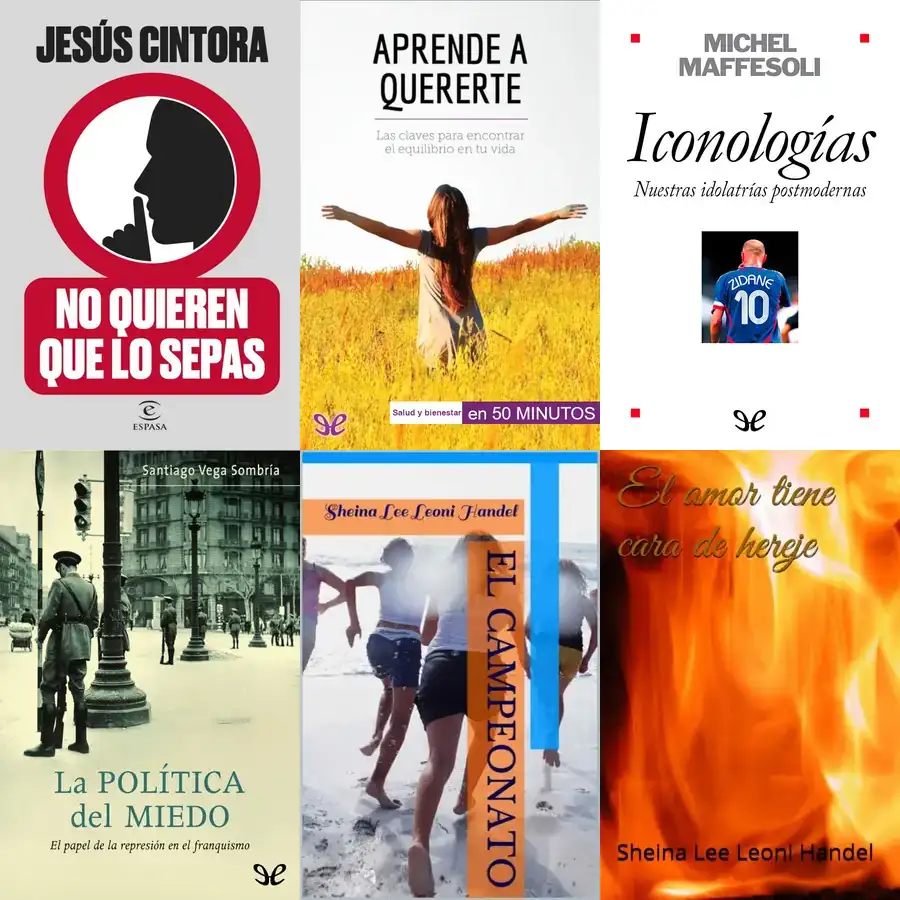 JESÚS CINTORA
NO QUIEREN
QUE LO SEPAS
ESPASA
APRENDE A
QUERERTE
Las claves para encontrar
el equilibrio en tu vida
Salud y bienestar en 50 MINUTOS
MICHEL
MAFFESOLI
Iconologías
Nuestras idolatrías postmodernas
ZIDANE
10
Santiago Vega Sombría
La POLÍTICA
del MIEDO
El papel de la represión en el franquismo
Sheina Lee Leoni Handel
EL CAMPEONATO
El amor tiene
cara de hereje
Sheina Lee Leoni Handel